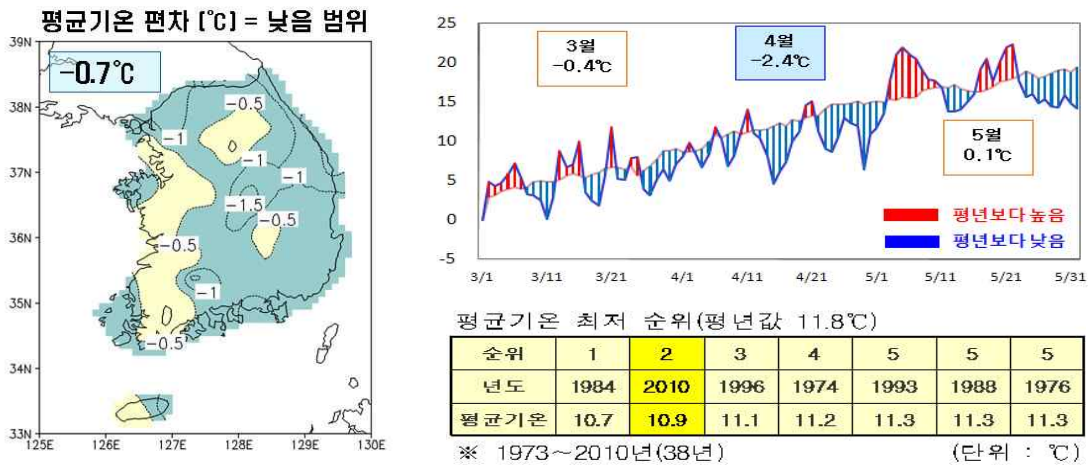 평균기온 편차 [℃] = 낮음 범위
-0.7℃
39N
38N
37N
36N
35N
34N
33N
125E 126E 127E 128E 129E 130E
-0.5
-1
-1
-1
-1.5
-0.5
-0.5
-1
-0.5
25
20
15
10
5
0
-5
3월
-0.4℃
4월
-2.4℃
5월
0.1℃
평년보다 높음
평년보다 낮음
3/1 3/11 3/21 4/1 4/11 4/21 5/1 5/11 5/21 5/31
평균기온 최저 순위(평년값 11.8℃)
순위 1 2 3 4 5 5 5
년도 1984 2010 1996 1974 1993 1988 1976
평균기온 10.7 10.9 11.1 11.2 11.3 11.3 11.3
※ 1973~2010년(38년) (단위 : ℃)